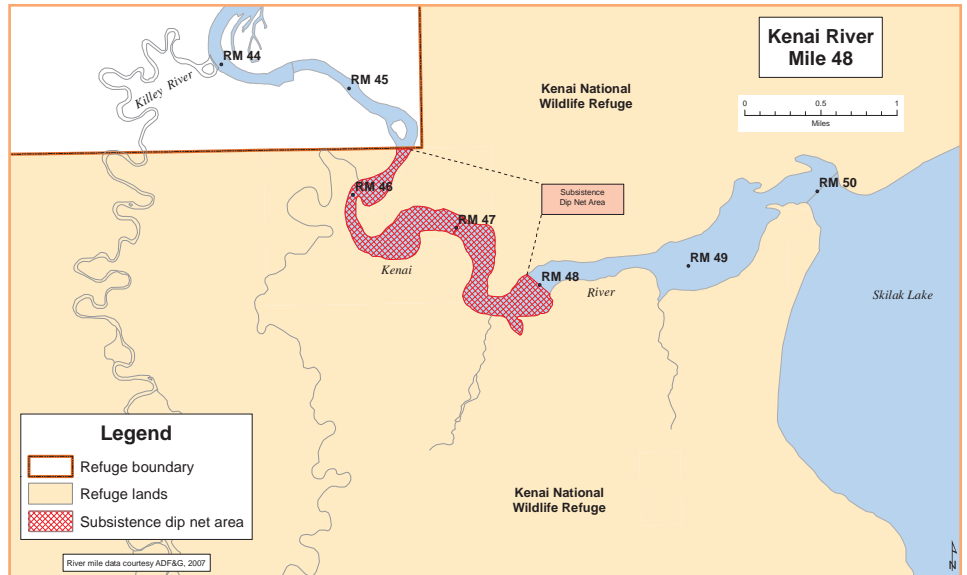 Kenai River
Mile 48
0 0.5 1
Miles
RM 44
RM 45
Killey River
Kenai National
Wildlife Refuge
RM 46
Subsistence
Dip Net Area
RM 50
RM 47
Kenai
RM 49
RM 48
River
Skilak Lake
Legend
Refuge boundary
Refuge lands
Subsistence dip net area
Kenai National
Wildlife Refuge
River mile data courtesy ADF&G, 2007
N